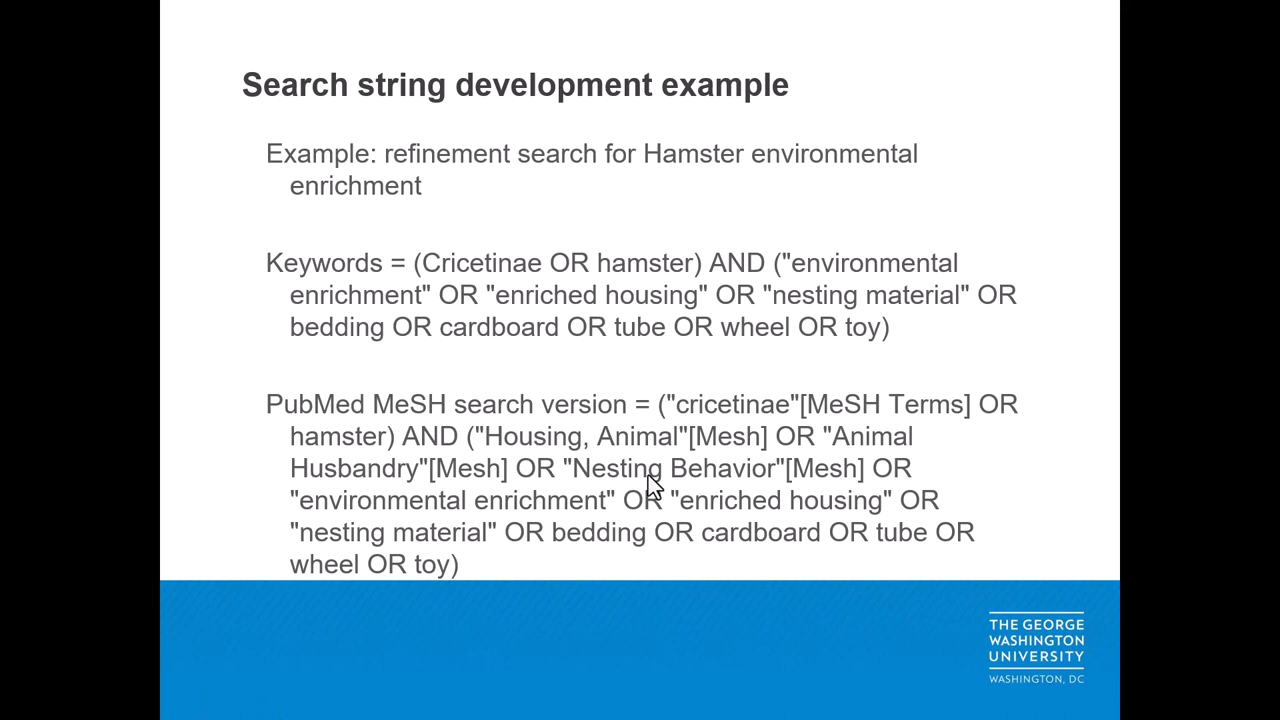 Search string development example
Example: refinement search for Hamster environmental
enrichment
Keywords = (Cricetinae OR hamster) AND ("environmental
enrichment" OR "enriched housing" OR "nesting material" OR
bedding OR cardboard OR tube OR wheel OR toy)
PubMed MeSH search version = ("cricetinae"[MeSH Terms] OR
hamster) AND ("Housing, Animal"[Mesh] OR "Animal
Husbandry"[Mesh] OR "Nesting Behavior"[Mesh] OR
"environmental enrichment" OR "enriched housing" OR
"nesting material" OR bedding OR cardboard OR tube OR
wheel OR toy)
THE GEORGE
WASHINGTON
UNIVERSITY
WASHINGTON, DC